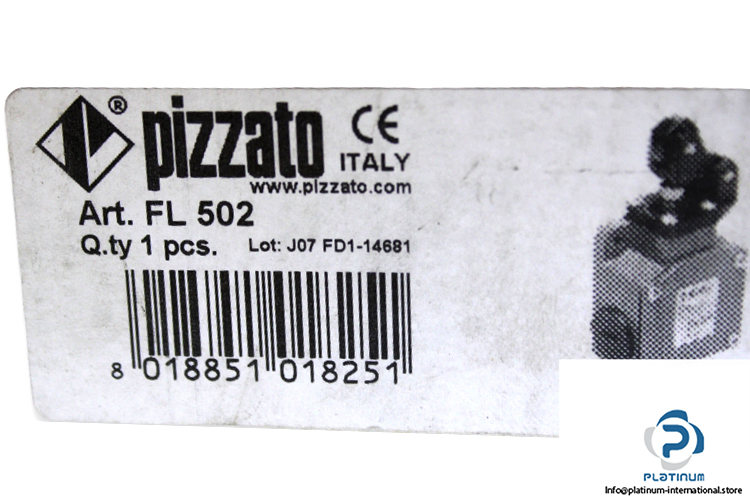 ® pizzato CE
ITALY
www.pizzato.com
Art. FL 502
Q.ty 1 pcs. Lot: J07 FD1-14681
8 018851 018251
PLATINUM
Info@platinum-international.store